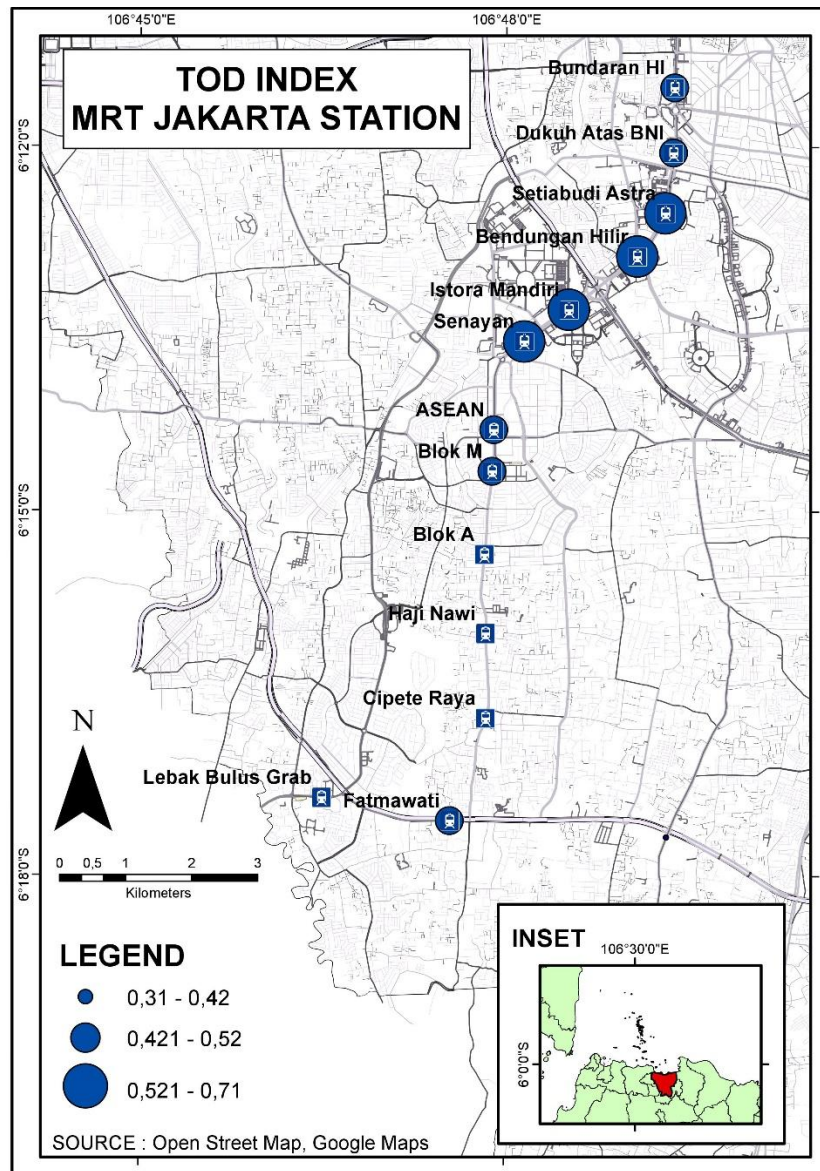 106°45'0"E
106°48'0"E
TOD INDEX
MRT JAKARTA STATION
Bundaran HI
6°12'0"S
Dukuh Atas BNI
Setiabudi Astra
Bendungan Hilir
Istora Mandiri
Senayan
ASEAN
Blok M
6°15'0"S
Blok A
Haji Nawi
Cipete Raya
N
Lebak Bulus Grab
Fatmawati
6°18'0"S
0 0,5 1 2 3
Kilometers
LEGEND
0,31 - 0,42
0,421 - 0,52
0,521 - 0,71
SOURCE : Open Street Map, Google Maps
INSET
106°30'0"E
6°0'0"S